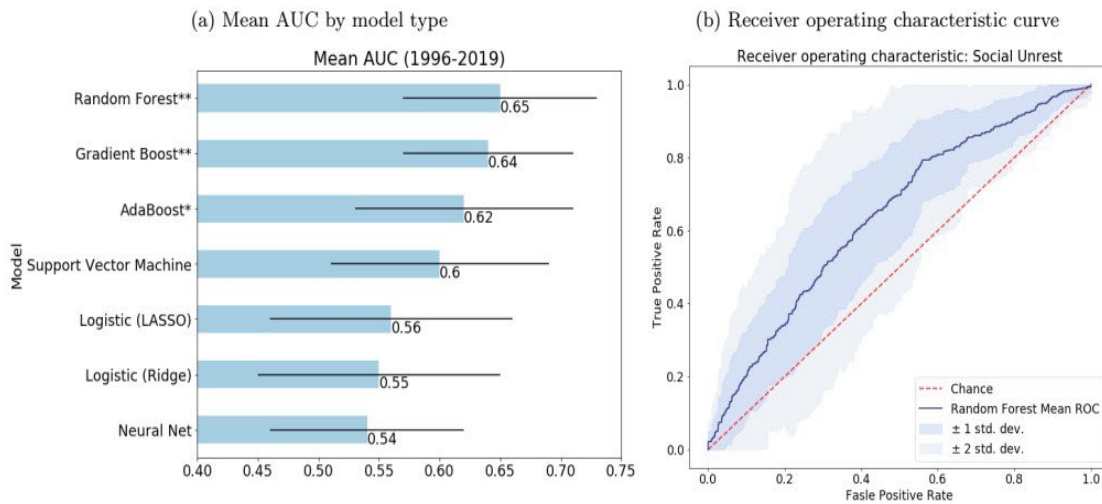 (a) Mean AUC by model type
Mean AUC (1996-2019)
Model
Random Forest**
0.65
Gradient Boost**
0.64
AdaBoost*
0.62
Support Vector Machine
0.6
Logistic (LASSO)
0.56
Logistic (Ridge)
0.55
Neural Net
0.54
0.40 0.45 0.50 0.55 0.60 0.65 0.70 0.75
(b) Receiver operating characteristic curve
Receiver operating characteristic: Social Unrest
True Positive Rate
1.0
0.8
0.6
0.4
0.2
0.0
Chance
Random Forest Mean ROC
± 1 std. dev.
± 2 std. dev.
0.0 0.2 0.4 0.6 0.8 1.0
Fasle Positive Rate